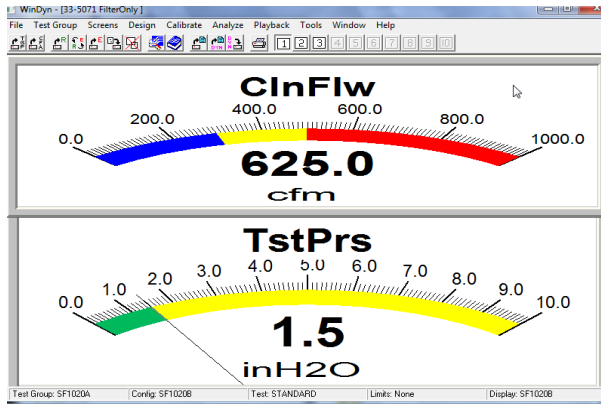 WinDyn - [33-5071 FilterOnly ]
File Test Group Screens Design Calibrate Analyze Playback Tools Window Help
1 2 3 4 5 6 7 8 9 10
ClnFlw
0.0 200.0 400.0 600.0 800.0 1000.0
625.0
cfm
TstPrs
0.0 1.0 2.0 3.0 4.0 5.0 6.0 7.0 8.0 9.0 10.0
1.5
inH2O
Test Group: SF1020A Config: SF1020B Test: STANDARD Limits: None Display: SF1020B